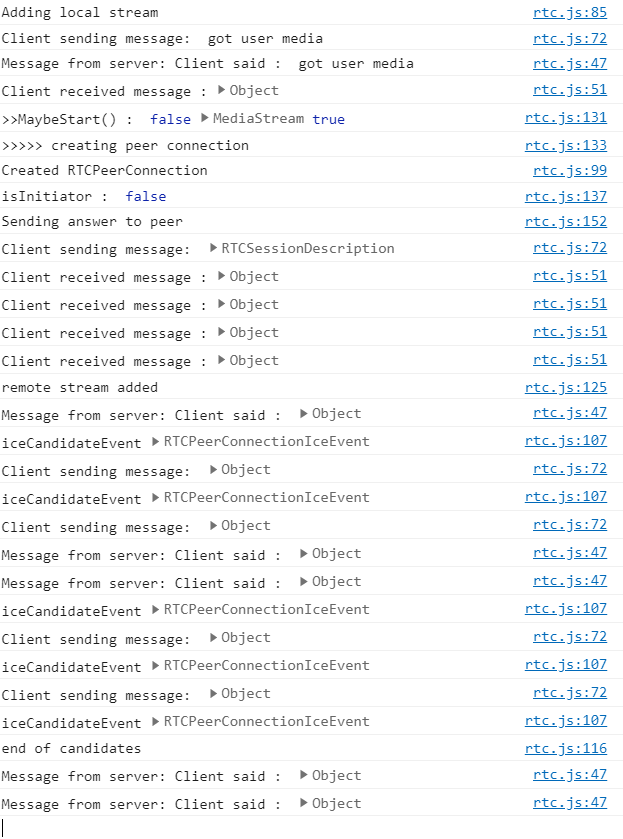 Adding local stream rtc.js:85
Client sending message:  got user media rtc.js:72
Message from server: Client said :  got user media rtc.js:47
Client received message : ▶Object rtc.js:51
>>MaybeStart() :  false ▶MediaStream true rtc.js:131
>>>>> creating peer connection rtc.js:133
Created RTCPeerConnection rtc.js:99
isInitiator :  false rtc.js:137
Sending answer to peer rtc.js:152
Client sending message:  ▶RTCSessionDescription rtc.js:72
Client received message : ▶Object rtc.js:51
Client received message : ▶Object rtc.js:51
Client received message : ▶Object rtc.js:51
Client received message : ▶Object rtc.js:51
remote stream added rtc.js:125
Message from server: Client said :  ▶Object rtc.js:47
iceCandidateEvent ▶RTCPeerConnectionIceEvent rtc.js:107
Client sending message:  ▶Object rtc.js:72
iceCandidateEvent ▶RTCPeerConnectionIceEvent rtc.js:107
Client sending message:  ▶Object rtc.js:72
Message from server: Client said :  ▶Object rtc.js:47
Message from server: Client said :  ▶Object rtc.js:47
iceCandidateEvent ▶RTCPeerConnectionIceEvent rtc.js:107
Client sending message:  ▶Object rtc.js:72
iceCandidateEvent ▶RTCPeerConnectionIceEvent rtc.js:107
Client sending message:  ▶Object rtc.js:72
iceCandidateEvent ▶RTCPeerConnectionIceEvent rtc.js:107
end of candidates rtc.js:116
Message from server: Client said :  ▶Object rtc.js:47
Message from server: Client said :  ▶Object rtc.js:47